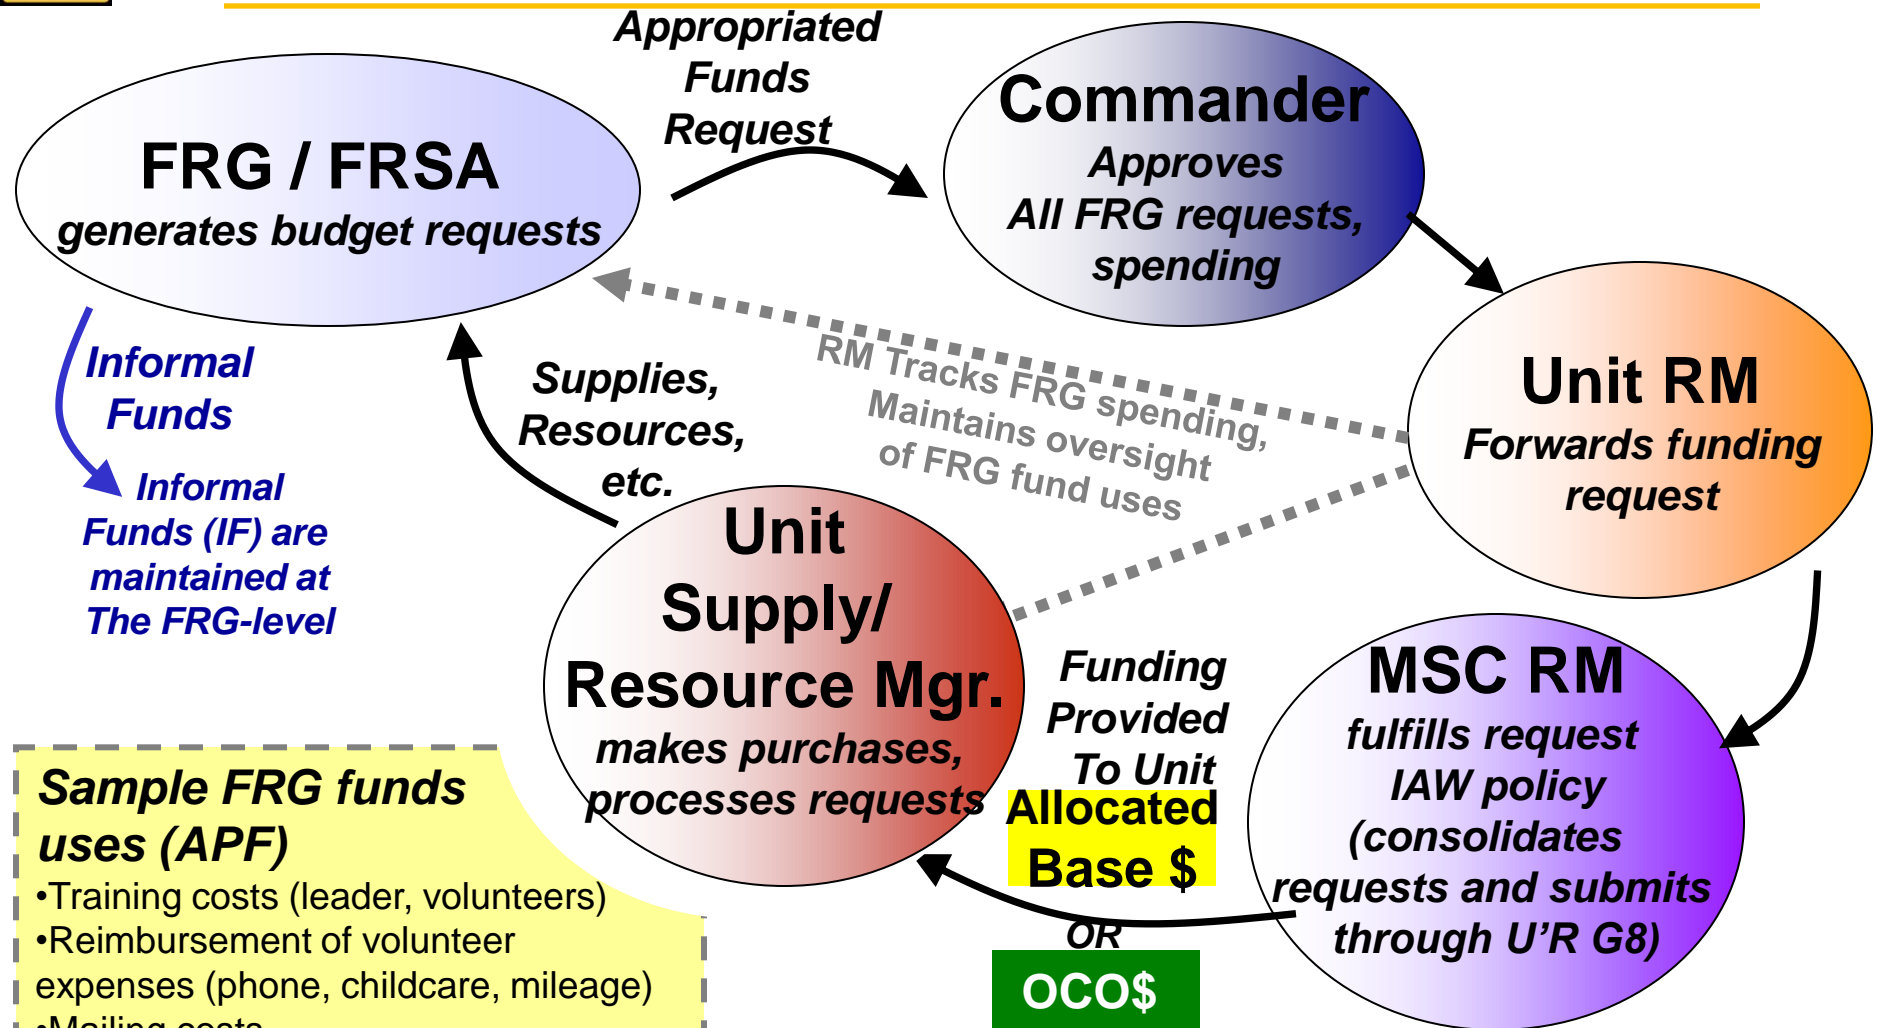 Appropriated
Funds
Request
FRG / FRSA
generates budget requests
Commander
Approves
All FRG requests,
spending
Unit RM
Forwards funding
request
MSC RM
fulfills request
IAW policy
(consolidates
requests and submits
through U'R G8)
Funding
Provided
To Unit
Allocated
Base $
OR
OCO$
Unit
Supply/
Resource Mgr.
makes purchases,
processes requests
Supplies,
Resources,
etc.
RM Tracks FRG spending,
Maintains oversight
of FRG fund uses
Informal
Funds
Informal
Funds (IF) are
maintained at
The FRG-level
Sample FRG funds
uses (APF)
•Training costs (leader, volunteers)
•Reimbursement of volunteer
expenses (phone, childcare, mileage)
•Mailing costs